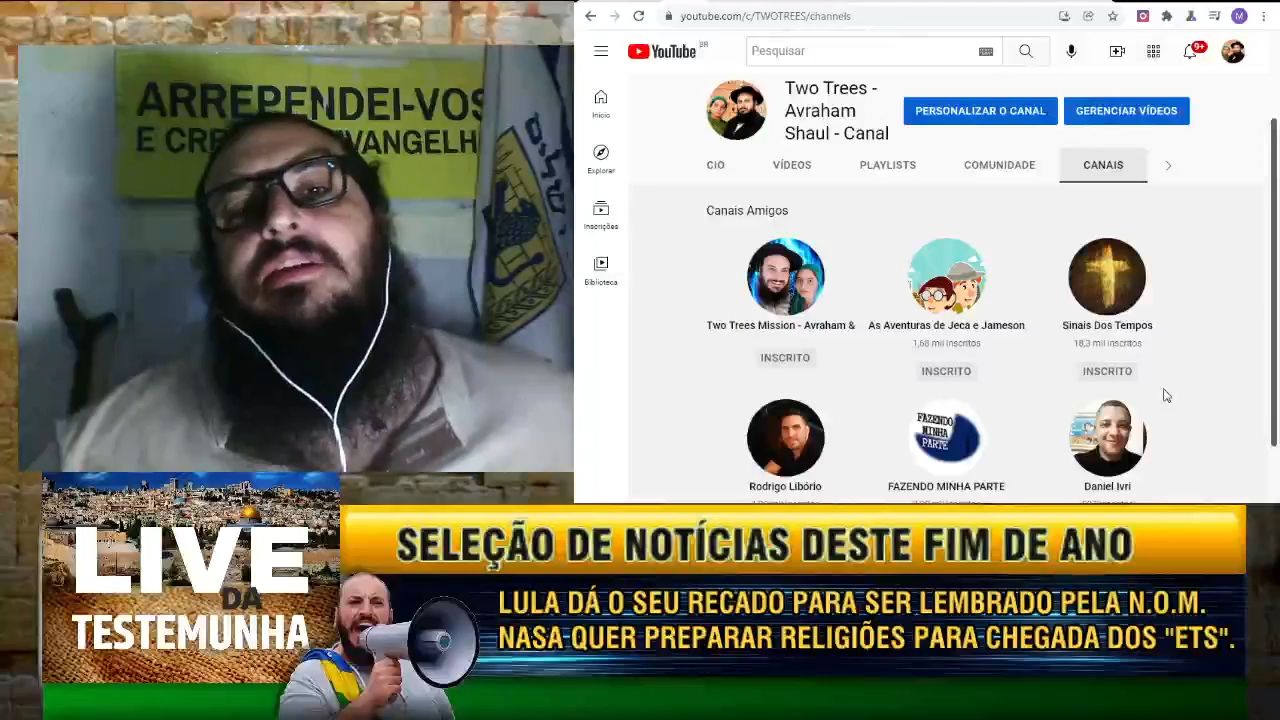 ARREPENDEI-VOS
E CRE
VANGELH
youtube.com/c/TWOTREES/channels
M
YouTube
BR
Pesquisar
9+
Início
Explorar
Inscrições
Biblioteca
Two Trees -
Avraham
Shaul - Canal
PERSONALIZAR O CANAL
GERENCIAR VÍDEOS
CIO
VÍDEOS
PLAYLISTS
COMUNIDADE
CANAIS
Canais Amigos
Two Trees Mission - Avraham &
INSCRITO
As Aventuras de Jeca e Jameson
1,68 mil inscritos
INSCRITO
Sinais Dos Tempos
18,3 mil inscritos
INSCRITO
Rodrigo Libório
FAZENDO
MINHA
PARTE
FAZENDO MINHA PARTE
Daniel Ivri
LIVE
DA
TESTEMUNHA
SELEÇÃO DE NOTÍCIAS DESTE FIM DE ANO
LULA DÁ O SEU RECADO PARA SER LEMBRADO PELA N.O.M.
NASA QUER PREPARAR RELIGIÕES PARA CHEGADA DOS "ETS".